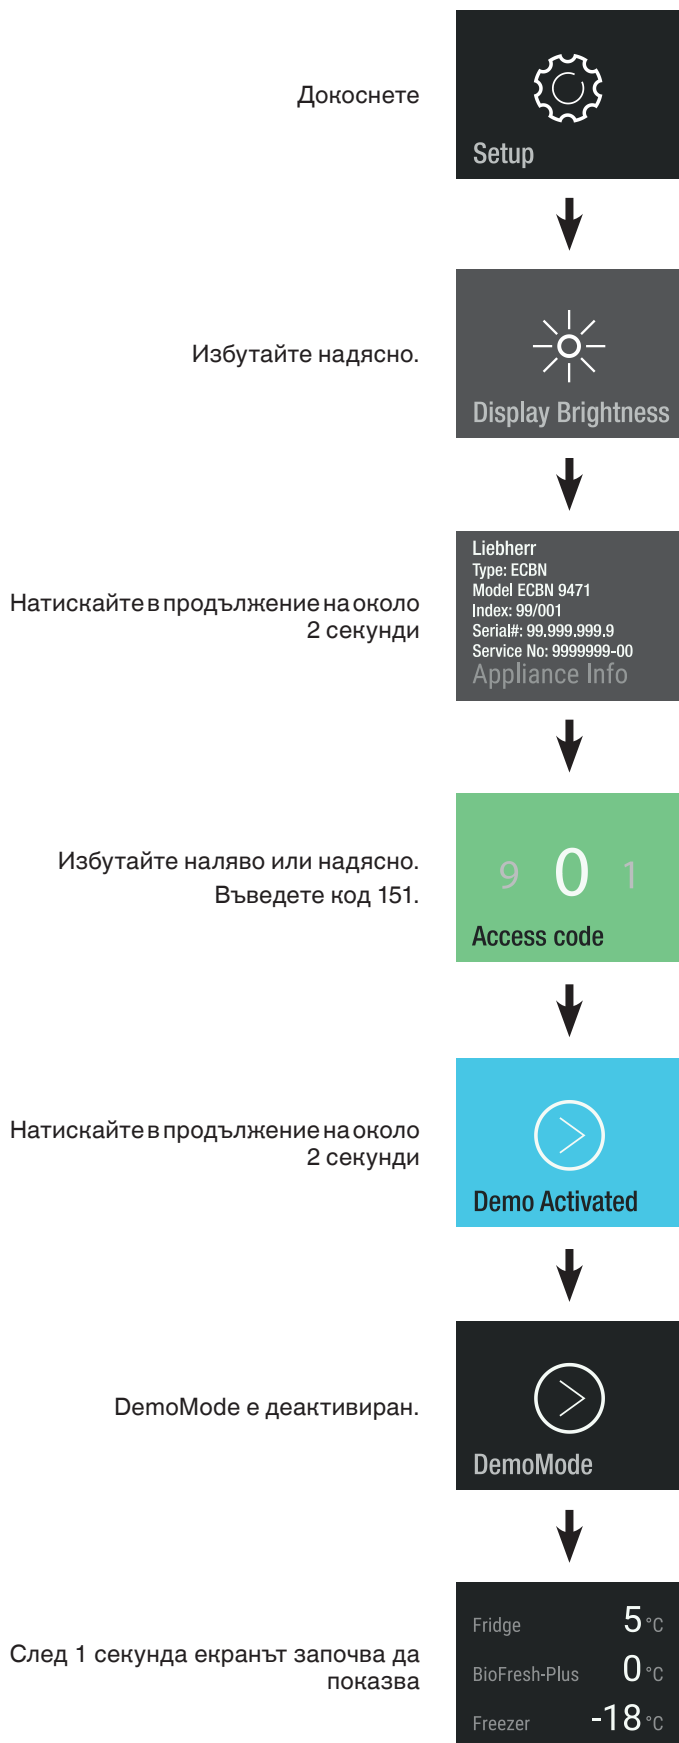 Докоснете
Setup
Избутайте надясно.
Display Brightness
Натискайте в продължение на около
2 секунди
Liebherr
Type: ECBN
Model ECBN 9471
Index: 99/001
Serial#: 99.999.999.9
Service No: 9999999-00
Appliance Info
Избутайте наляво или надясно.
Въведете код 151.
9 0 1
Access code
Натискайте в продължение на около
2 секунди
Demo Activated
DemoMode е деактивиран.
DemoMode
След 1 секунда екранът започва да
показва
Fridge 5 °C
BioFresh-Plus 0 °C
Freezer -18 °C